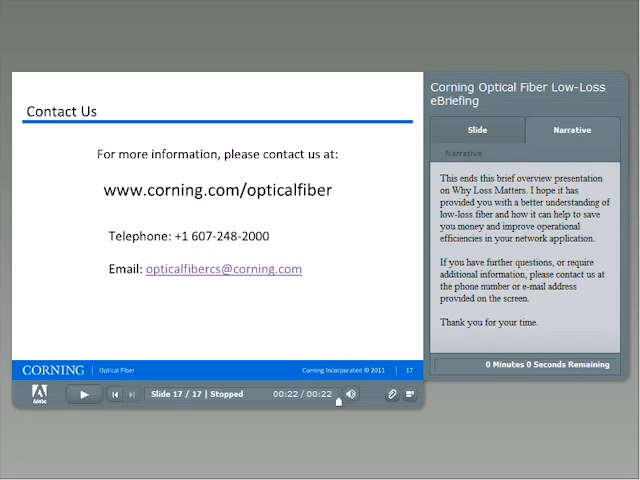 Contact Us
For more information, please contact us at:
www.corning.com/opticalfiber
Telephone: +1 607-248-2000
Email: opticalfibercs@corning.com
CORNING | Optical Fiber
Corning Incorporated © 2011 | 17
Adobe
Slide 17 / 17 | Stopped
00:22 / 00:22
Corning Optical Fiber Low-Loss
eBriefing
Slide
Narrative
Narrative
This ends this brief overview presentation
on Why Loss Matters. I hope it has
provided you with a better understanding of
low-loss fiber and how it can help to save
you money and improve operational
efficiencies in your network application.
If you have further questions, or require
additional information, please contact us at
the phone number or e-mail address
provided on the screen.
Thank you for your time.
0 Minutes 0 Seconds Remaining